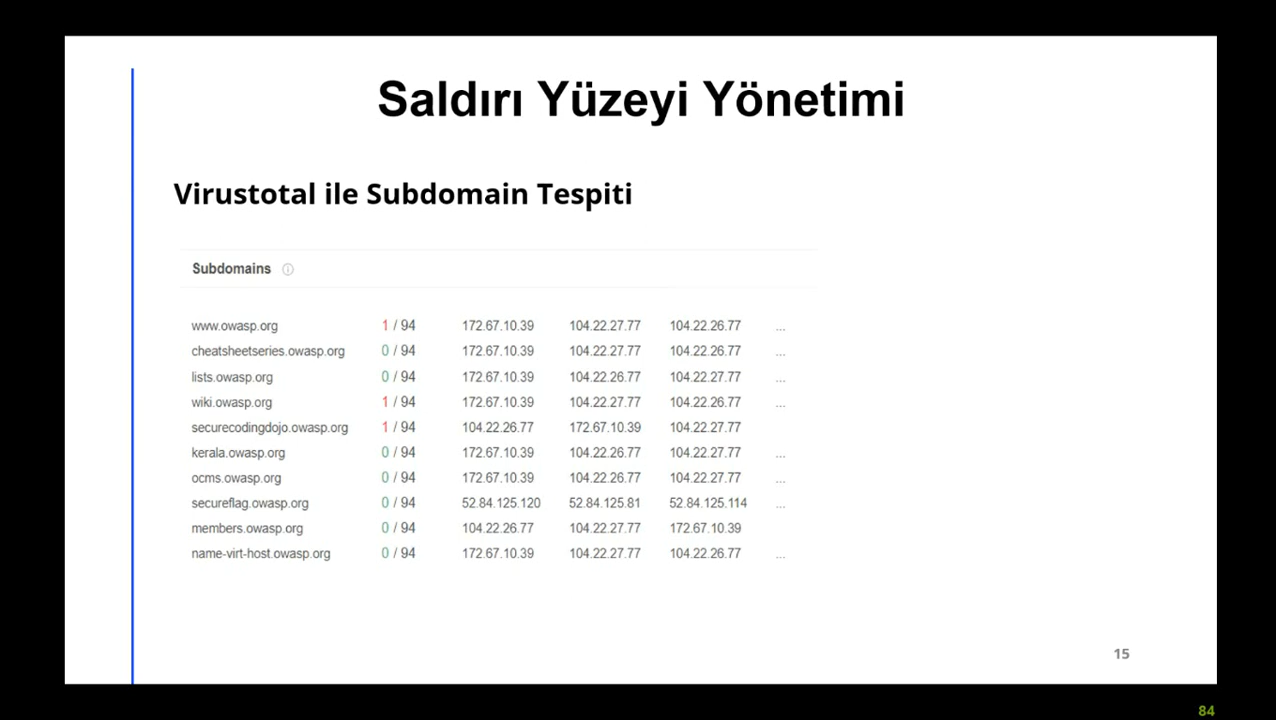 Saldırı Yüzeyi Yönetimi
Virustotal ile Subdomain Tespiti
Subdomains
www.owasp.org 1 / 94 172.67.10.39 104.22.27.77 104.22.26.77 ...
cheatsheetseries.owasp.org 0 / 94 172.67.10.39 104.22.27.77 104.22.26.77 ...
lists.owasp.org 0 / 94 172.67.10.39 104.22.26.77 104.22.27.77 ...
wiki.owasp.org 1 / 94 172.67.10.39 104.22.27.77 104.22.26.77 ...
securecodingdojo.owasp.org 1 / 94 104.22.26.77 172.67.10.39 104.22.27.77
kerala.owasp.org 0 / 94 172.67.10.39 104.22.26.77 104.22.27.77 ...
ocms.owasp.org 0 / 94 172.67.10.39 104.22.26.77 104.22.27.77 ...
secureflag.owasp.org 0 / 94 52.84.125.120 52.84.125.81 52.84.125.114 ...
members.owasp.org 0 / 94 104.22.26.77 104.22.27.77 172.67.10.39
name-virt-host.owasp.org 0 / 94 172.67.10.39 104.22.27.77 104.22.26.77 ...
15
84